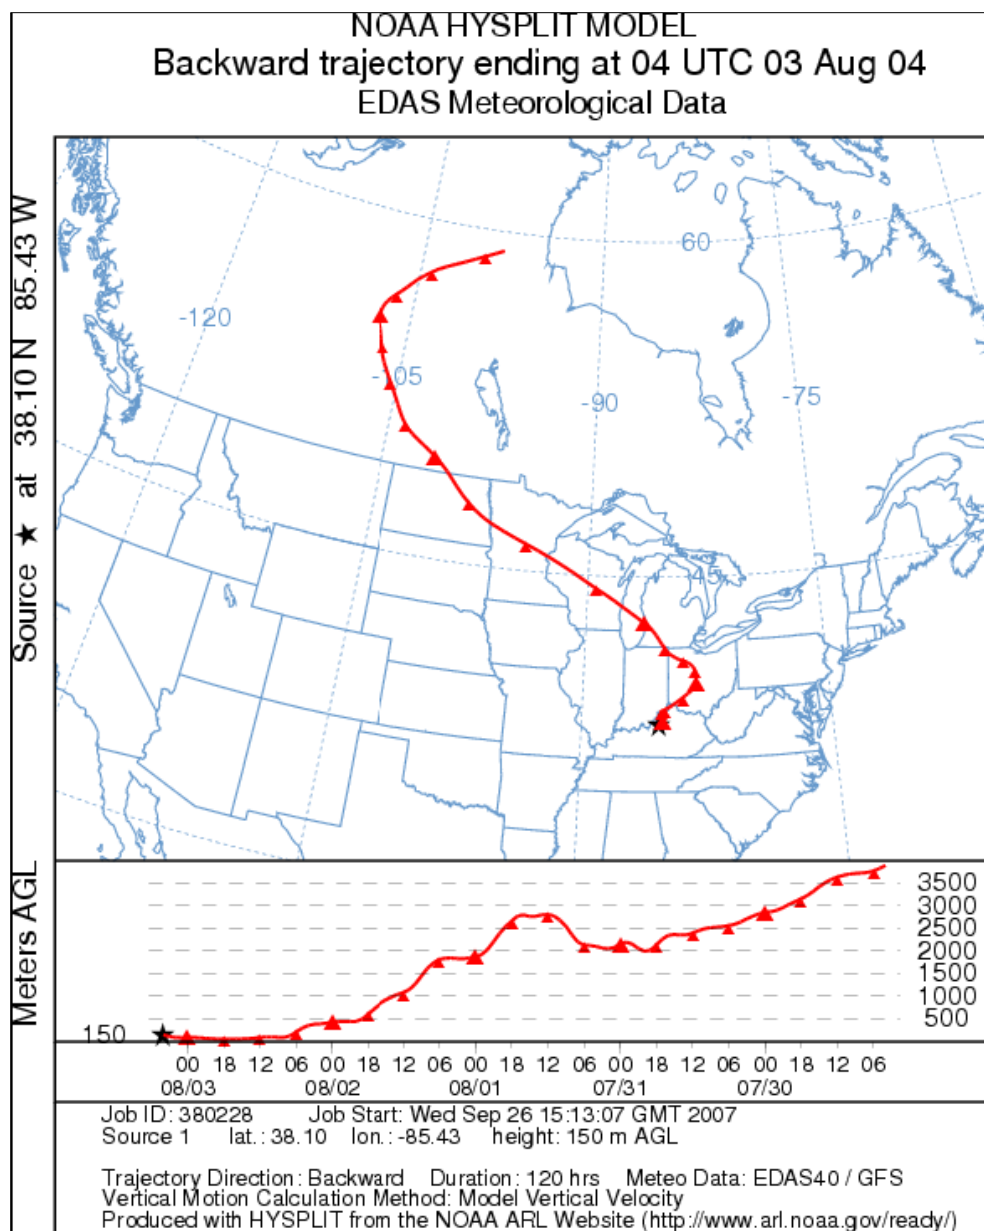 NOAA HYSPLIT MODEL
Backward trajectory ending at 04 UTC 03 Aug 04
EDAS Meteorological Data
Source ★ at 38.10 N 85.43 W
60
-120
-105
-90
-75
45
Meters AGL
3500
3000
2500
2000
1500
1000
500
150
00 18 12 06 00 18 12 06 00 18 12 06 00 18 12 06 00 18 12 06
08/03 08/02 08/01 07/31 07/30
Job ID: 380228 Job Start: Wed Sep 26 15:13:07 GMT 2007
Source 1 lat.: 38.10 lon.: -85.43 height: 150 m AGL
Trajectory Direction: Backward Duration: 120 hrs Meteo Data: EDAS40 / GFS
Vertical Motion Calculation Method: Model Vertical Velocity
Produced with HYSPLIT from the NOAA ARL Website (http://www.arl.noaa.gov/ready/)